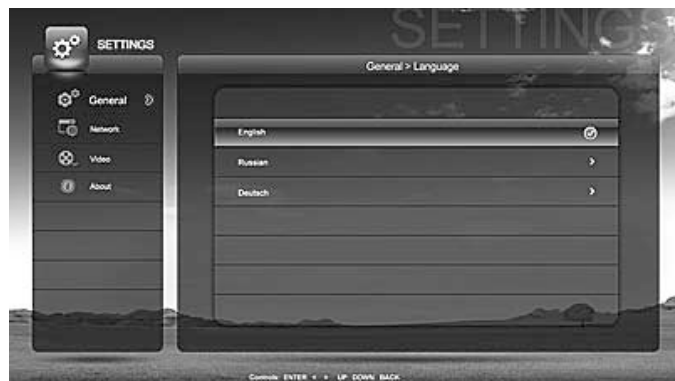 SETTINGS
SETTINGS
General > Language
General
Network
Video
About
English
Russian
Deutsch
Controls ENTER < > UP DOWN BACK